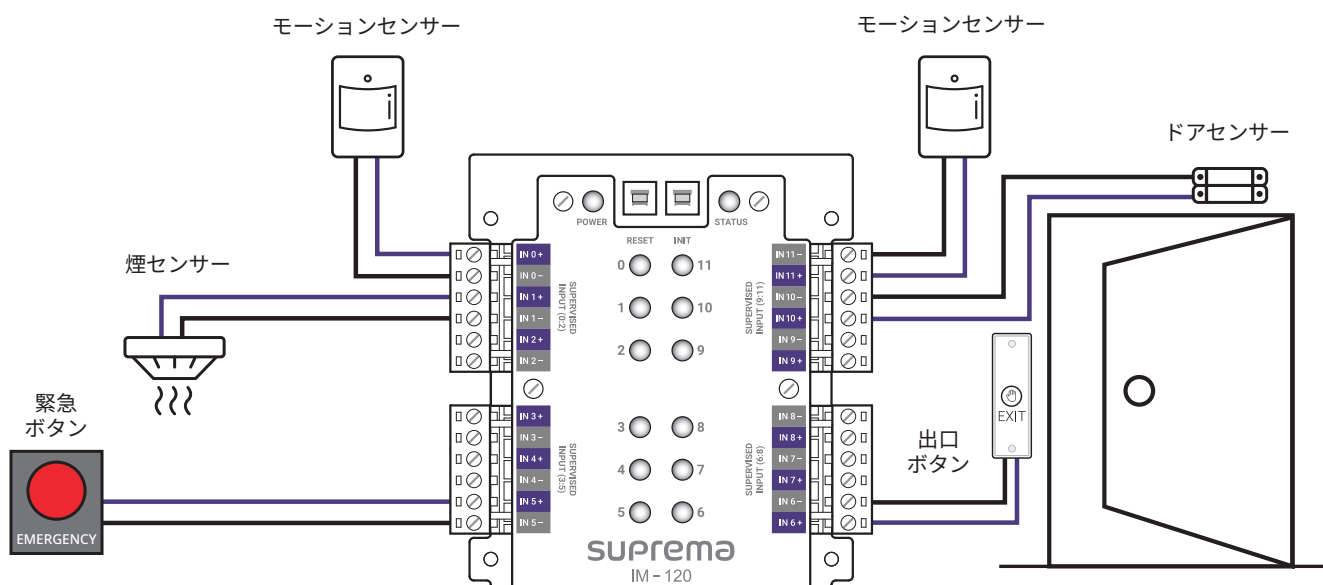 モーションセンサー
モーションセンサー
ドアセンサー
煙センサー
緊急
ボタン
EMERGENCY
出口
ボタン
EXIT
POWER
STATUS
RESET
INIT
0
11
1
10
2
9
3
8
4
7
5
6
IN 0+
IN 0-
IN 1+
IN 1-
IN 2+
IN 2-
SUPERVISED
INPUT (0:2)
IN 3+
IN 3-
IN 4+
IN 4-
IN 5+
IN 5-
SUPERVISED
INPUT (3:5)
IN 11-
IN 11+
IN 10-
IN 10+
IN 9-
IN 9+
SUPERVISED
INPUT (9:11)
IN 8-
IN 8+
IN 7-
IN 7+
IN 6-
IN 6+
SUPERVISED
INPUT (6:8)
suprema
IM-120